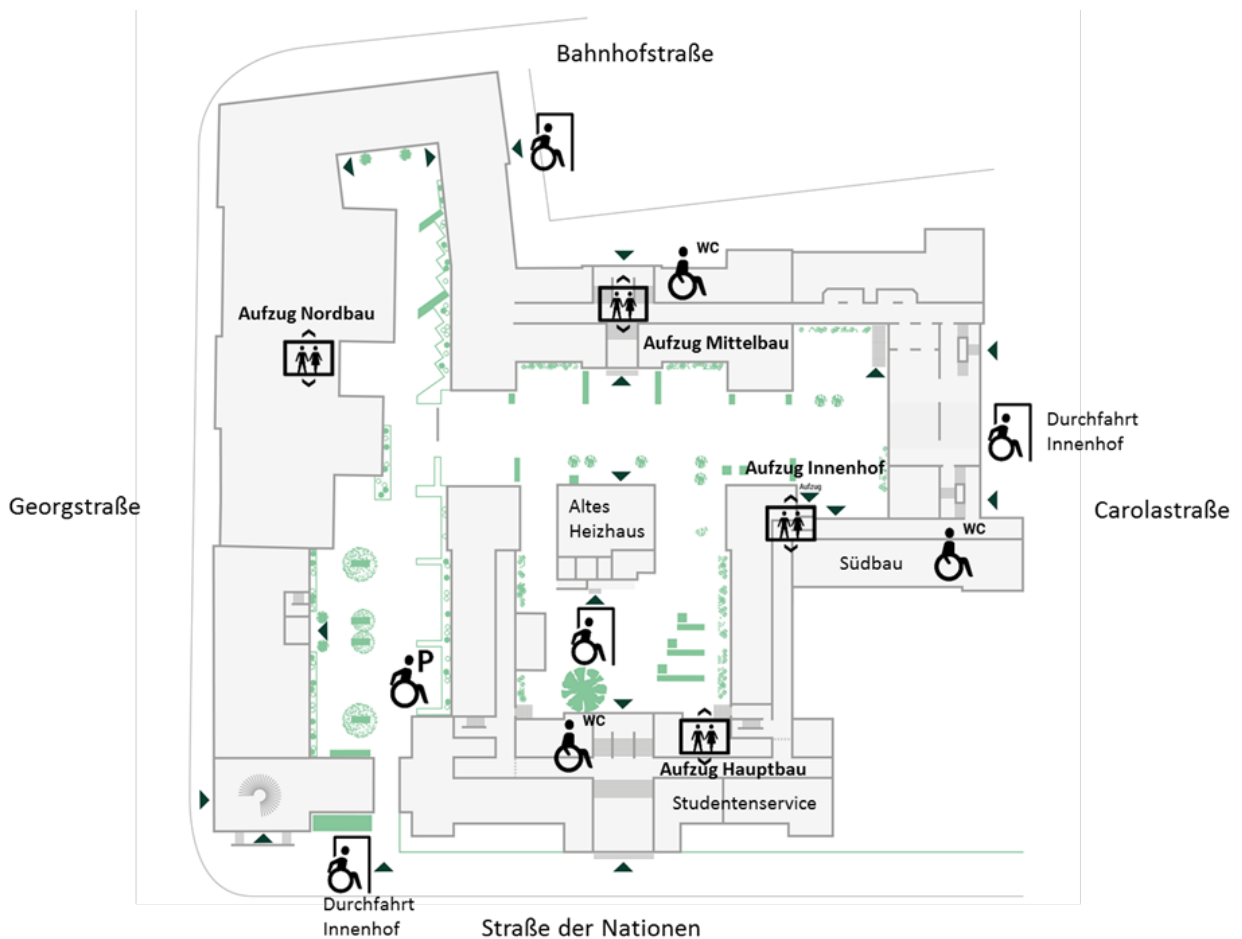 Bahnhofstraße
WC
Aufzug Nordbau
Aufzug Mittelbau
Durchfahrt
Innenhof
Aufzug Innenhof
Aufzug
Georgstraße
Altes
Heizhaus
Carolastraße
WC
Südbau
P
WC
Aufzug Hauptbau
Studentenservice
Durchfahrt
Innenhof
Straße der Nationen